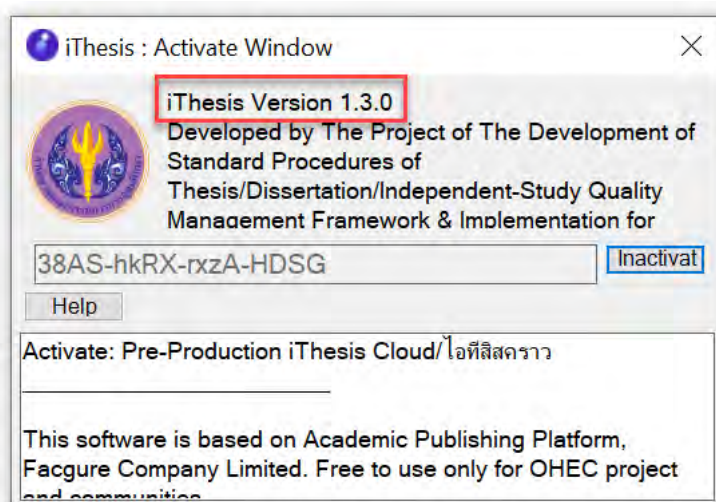 iThesis : Activate Window
iThesis Version 1.3.0
Developed by The Project of The Development of
Standard Procedures of
Thesis/Dissertation/Independent-Study Quality
Management Framework & Implementation for
38AS-hkRX-rxzA-HDSG
Inactivat
Help
Activate: Pre-Production iThesis Cloud/ไอทีสิสคราว
This software is based on Academic Publishing Platform,
Facgure Company Limited. Free to use only for OHEC project
and communities